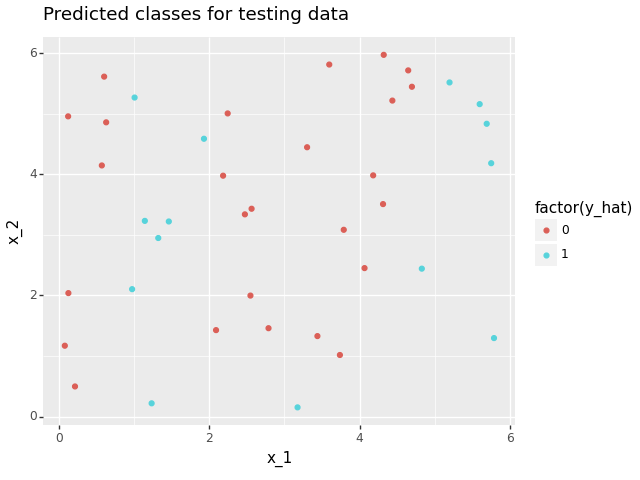 Predicted classes for testing data
6
4
2
0
x_2
0 2 4 6
x_1
factor(y_hat)
0
1